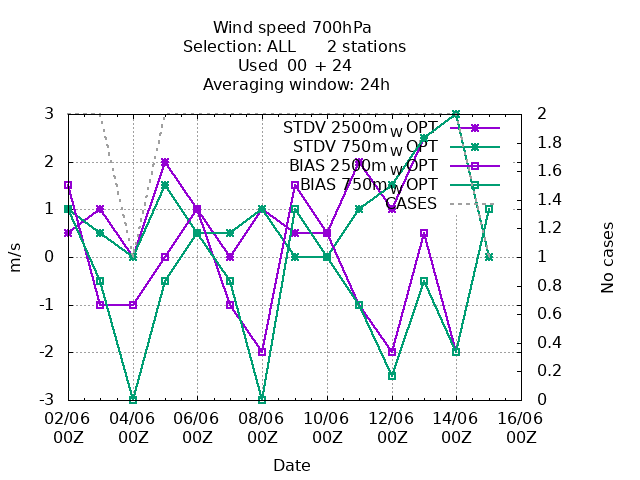 Wind speed 700hPa
Selection: ALL 2 stations
Used 00 + 24
Averaging window: 24h
STDV 2500m_W OPT
STDV 750m_W OPT
BIAS 2500m_W OPT
BIAS 750m_W OPT
CASES
3
2
1
0
-1
-2
-3
m/s
2
1.8
1.6
1.4
1.2
1
0.8
0.6
0.4
0.2
0
No cases
02/06 04/06 06/06 08/06 10/06 12/06 14/06 16/06
00Z 00Z 00Z 00Z 00Z 00Z 00Z 00Z
Date